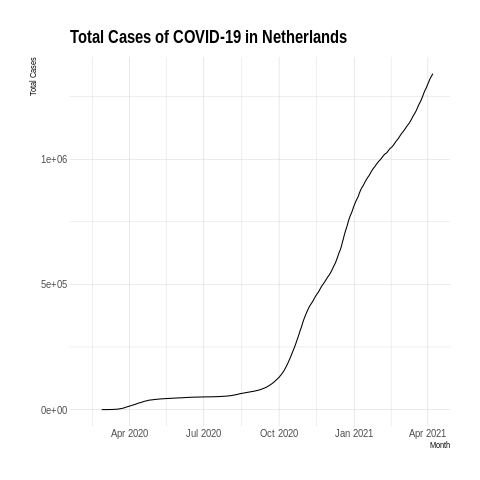 Total Cases of COVID-19 in Netherlands
Total Cases
1e+06
5e+05
0e+00
Apr 2020 Jul 2020 Oct 2020 Jan 2021 Apr 2021
Month